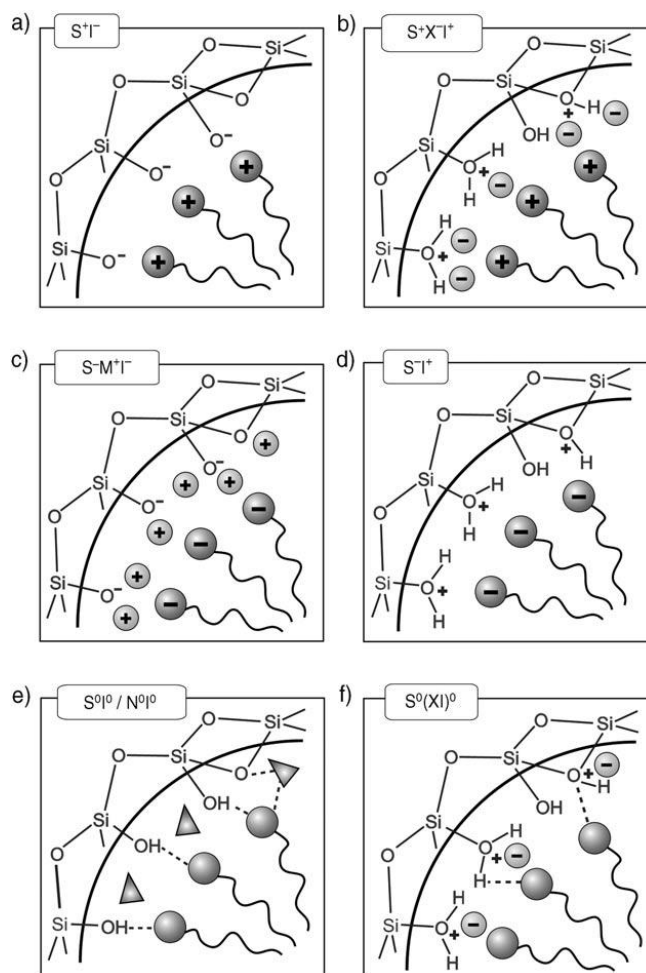 a) S⁺I⁻
O Si
O Si O
Si O⁻
O⁻ +
O +
Si O⁻ +
b) S⁺X⁻I⁺
O Si
O Si O H −
+ −
OH
Si O H + +
H − +
O H −
Si O + − +
H
c) S⁻M⁺I⁻
O Si
O Si O +
O⁻ + +
Si O⁻ −
O + −
Si + −
O⁻ +
d) S⁻I⁺
O Si
O Si O
+ H
OH
Si O H −
H + −
O H
Si O + −
H
e) S⁰I⁰ / N⁰I⁰
O Si
O Si O
OH
Si OH
O
Si OH
f) S⁰(XI)⁰
O Si
O Si O + −
H
OH
Si O H
+ −
O H
H
Si O + −
H